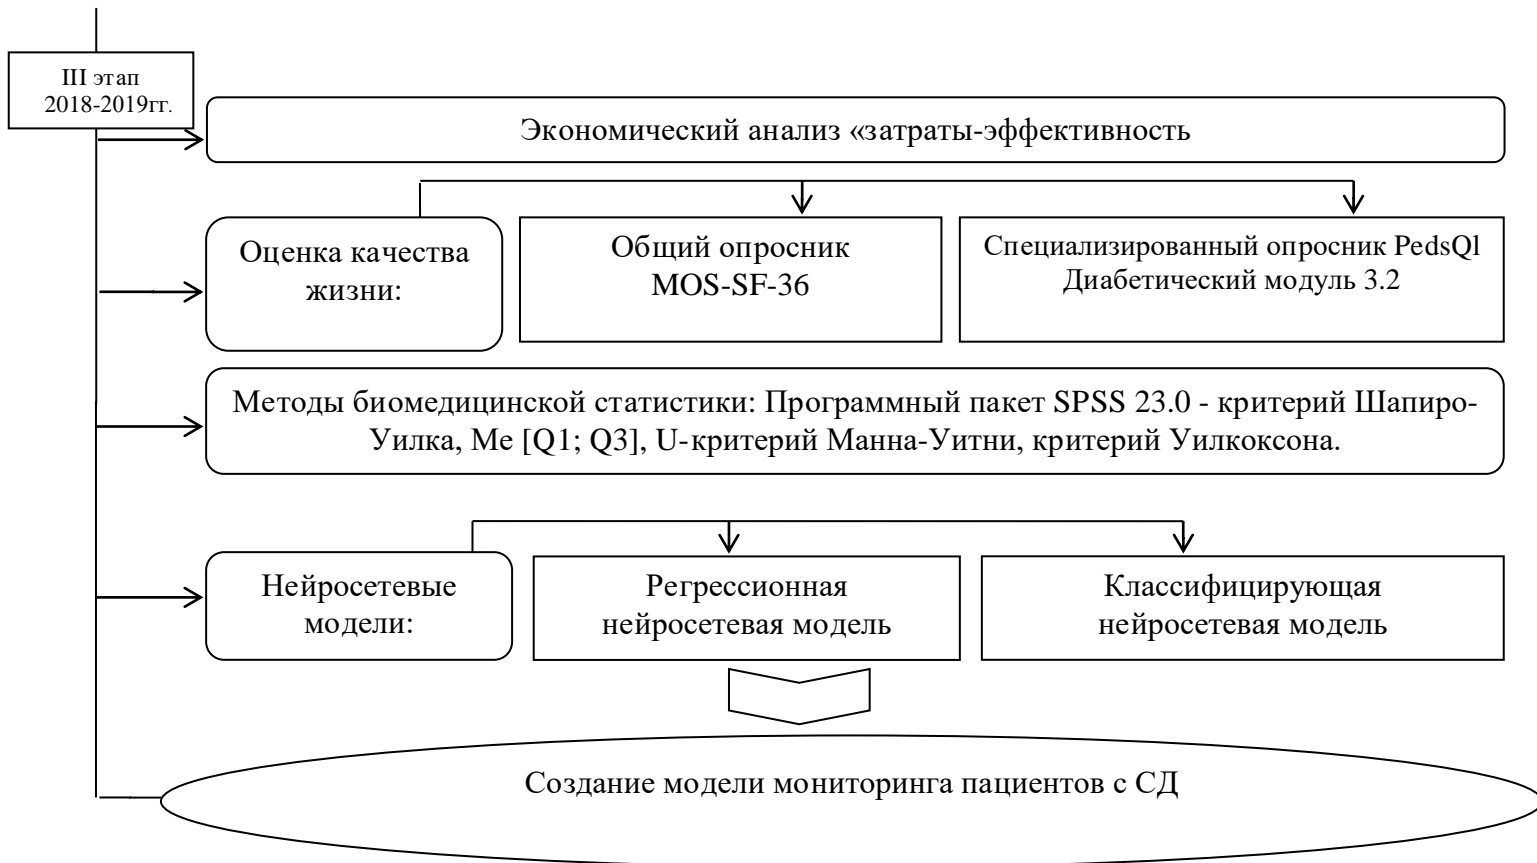 III этап
2018-2019гг.
Экономический анализ «затраты-эффективность
Оценка качества
жизни:
Общий опросник
MOS-SF-36
Специализированный опросник PedsQl
Диабетический модуль 3.2
Методы биомедицинской статистики: Программный пакет SPSS 23.0 - критерий Шапиро-
Уилка, Me [Q1; Q3], U-критерий Манна-Уитни, критерий Уилкоксона.
Нейросетевые
модели:
Регрессионная
нейросетевая модель
Классифицирующая
нейросетевая модель
Создание модели мониторинга пациентов с СД